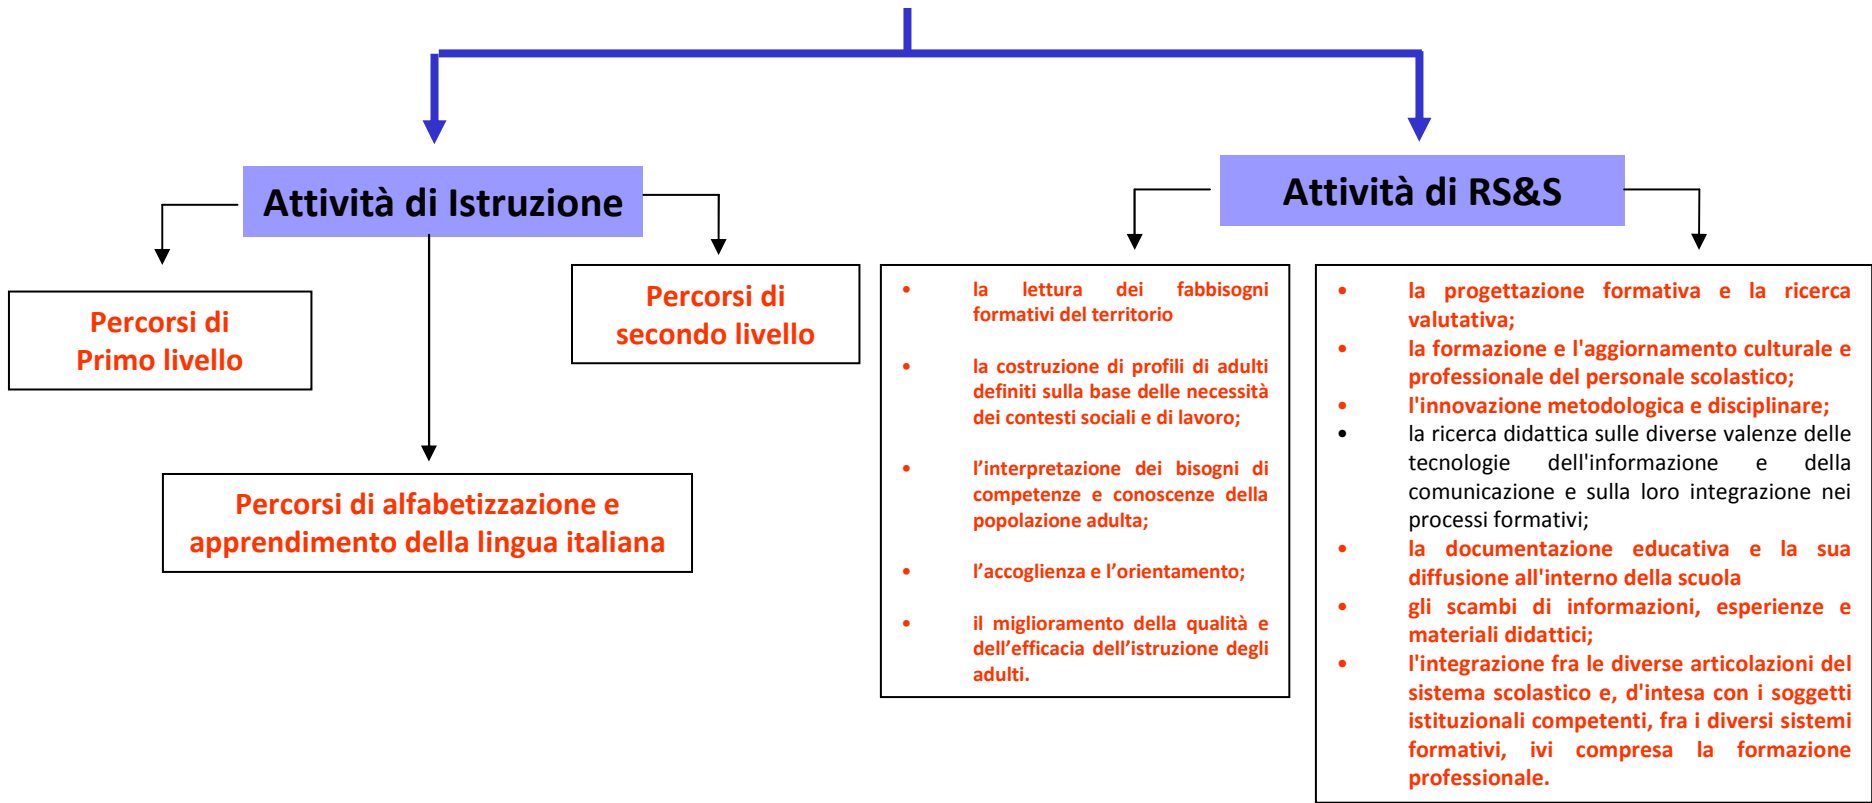 Attività di Istruzione
Attività di RS&S
Percorsi di
Primo livello
Percorsi di
secondo livello
Percorsi di alfabetizzazione e
apprendimento della lingua italiana
• la lettura dei fabbisogni
formativi del territorio
• la costruzione di profili di adulti
definiti sulla base delle necessità
dei contesti sociali e di lavoro;
• l’interpretazione dei bisogni di
competenze e conoscenze della
popolazione adulta;
• l’accoglienza e l’orientamento;
• il miglioramento della qualità e
dell’efficacia dell’istruzione degli
adulti.
• la progettazione formativa e la ricerca
valutativa;
• la formazione e l'aggiornamento culturale e
professionale del personale scolastico;
• l'innovazione metodologica e disciplinare;
• la ricerca didattica sulle diverse valenze delle
tecnologie dell'informazione e della
comunicazione e sulla loro integrazione nei
processi formativi;
• la documentazione educativa e la sua
diffusione all'interno della scuola
• gli scambi di informazioni, esperienze e
materiali didattici;
• l'integrazione fra le diverse articolazioni del
sistema scolastico e, d'intesa con i soggetti
istituzionali competenti, fra i diversi sistemi
formativi, ivi compresa la formazione
professionale.